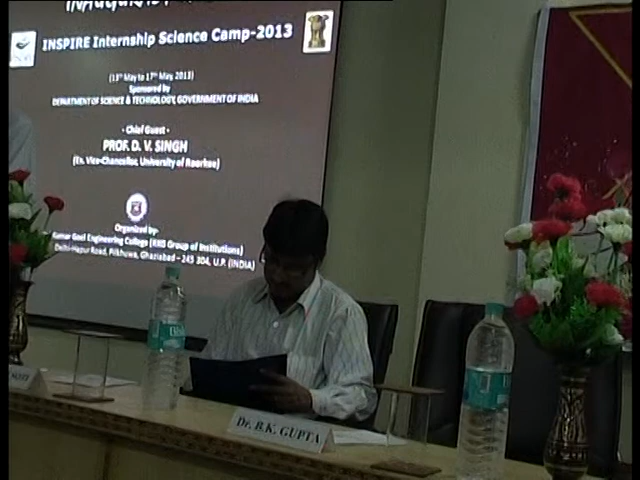 INSPIRE Internship Science Camp-2013
(13th May to 17th May, 2013)
Sponsored by
DEPARTMENT OF SCIENCE & TECHNOLOGY, GOVERNMENT OF INDIA
- Chief Guest -
PROF. D. V. SINGH
(Ex. Vice-Chancellor, University of Roorkee)
Organized by-
Kumar Goel Engineering College (RKG Group of Institutions)
Delhi-Hapur Road, Pilkhuwa, Ghaziabad - 245 304, U.P. (INDIA)
Dr. B.K. GUPTA